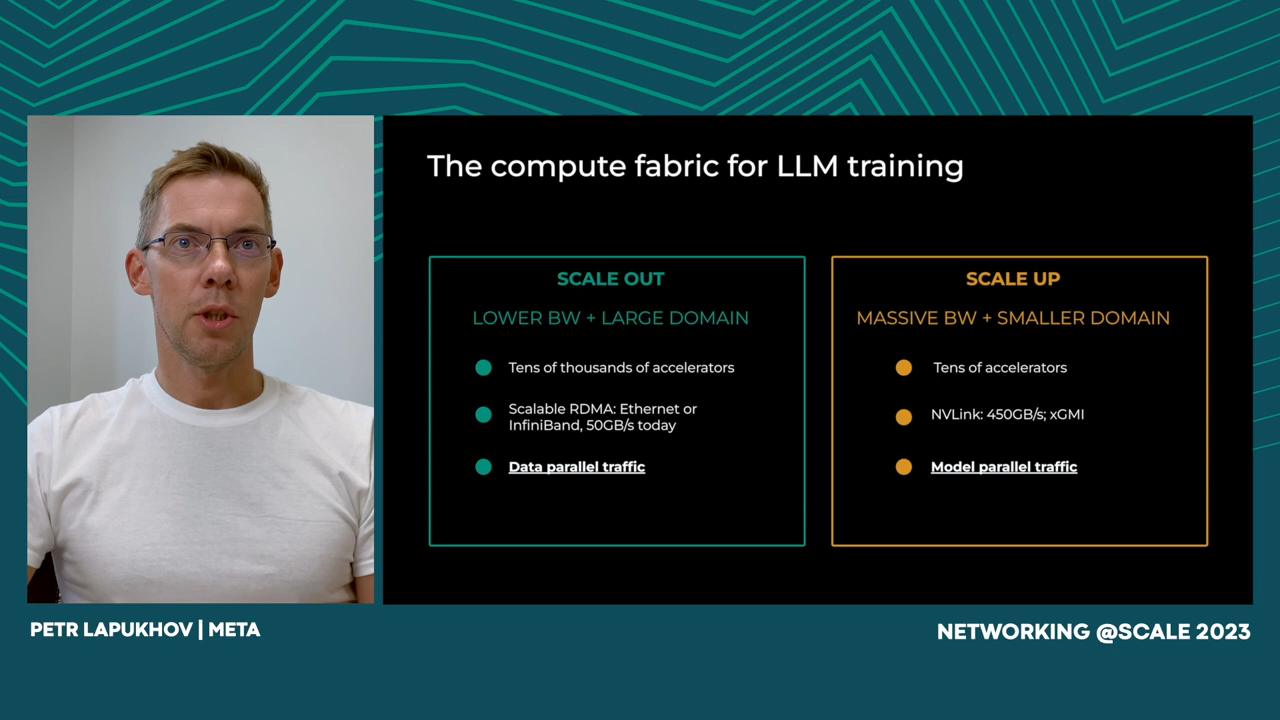 The compute fabric for LLM training
SCALE OUT
LOWER BW + LARGE DOMAIN
Tens of thousands of accelerators
Scalable RDMA: Ethernet or
InfiniBand, 50GB/s today
Data parallel traffic
SCALE UP
MASSIVE BW + SMALLER DOMAIN
Tens of accelerators
NVLink: 450GB/s; xGMI
Model parallel traffic
PETR LAPUKHOV | META
NETWORKING @SCALE 2023